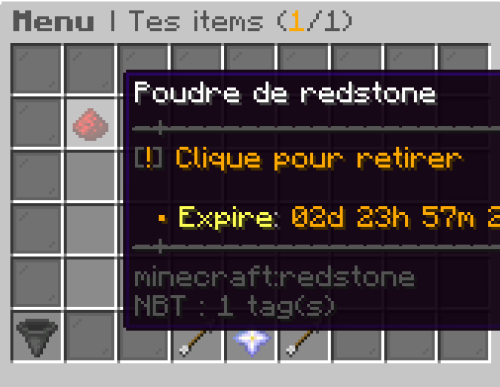 Menu | Tes items (1/1)
Poudre de redstone
[!] Clique pour retirer
• Expire: 02d 23h 57m 2
minecraft:redstone
NBT : 1 tag(s)